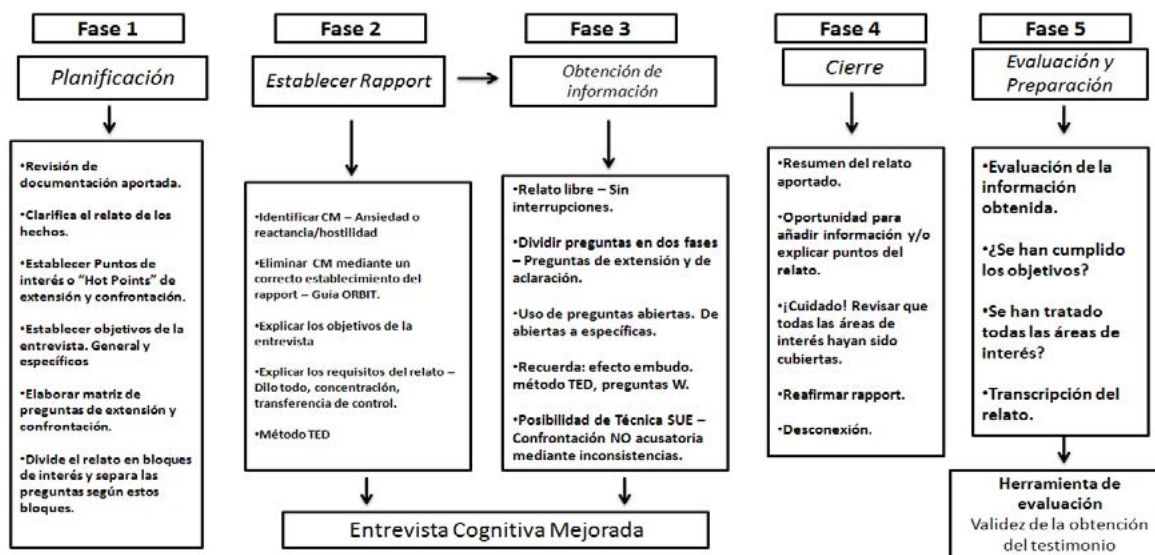 Fase 1
Planificación
•Revisión de
documentación aportada.
•Clarifica el relato de los
hechos.
•Establecer Puntos de
interés o “Hot Points” de
extensión y confrontación.
•Establecer objetivos de la
entrevista. General y
específicos
•Elaborar matriz de
preguntas de extensión y
confrontación.
•Divide el relato en bloques
de interés y separa las
preguntas según estos
bloques.
Fase 2
Establecer Rapport
•Identificar CM – Ansiedad o
reactancia/hostilidad
•Eliminar CM mediante un
correcto establecimiento del
rapport – Guía ORBIT.
•Explicar los objetivos de la
entrevista
•Explicar los requisitos del relato –
Dilo todo, concentración,
transferencia de control.
•Método TED
Fase 3
Obtención de
información
•Relato libre – Sin
interrupciones.
•Dividir preguntas en dos fases
– Preguntas de extensión y de
aclaración.
•Uso de preguntas abiertas. De
abiertas a específicas.
•Recuerda: efecto embudo.
método TED, preguntas W.
•Posibilidad de Técnica SUE –
Confrontación NO acusatoria
mediante inconsistencias.
Entrevista Cognitiva Mejorada
Fase 4
Cierre
•Resumen del relato
aportado.
•Oportunidad para
añadir información y/o
explicar puntos del
relato.
•¡Cuidado! Revisar que
todas las áreas de
interés hayan sido
cubiertas.
•Reafirmar rapport.
•Desconexión.
Fase 5
Evaluación y
Preparación
•Evaluación de la
información
obtenida.
•¿Se han cumplido
los objetivos?
•Se han tratado
todas las áreas de
interés?
•Transcripción del
relato.
Herramienta de
evaluación
Validez de la obtención
del testimonio